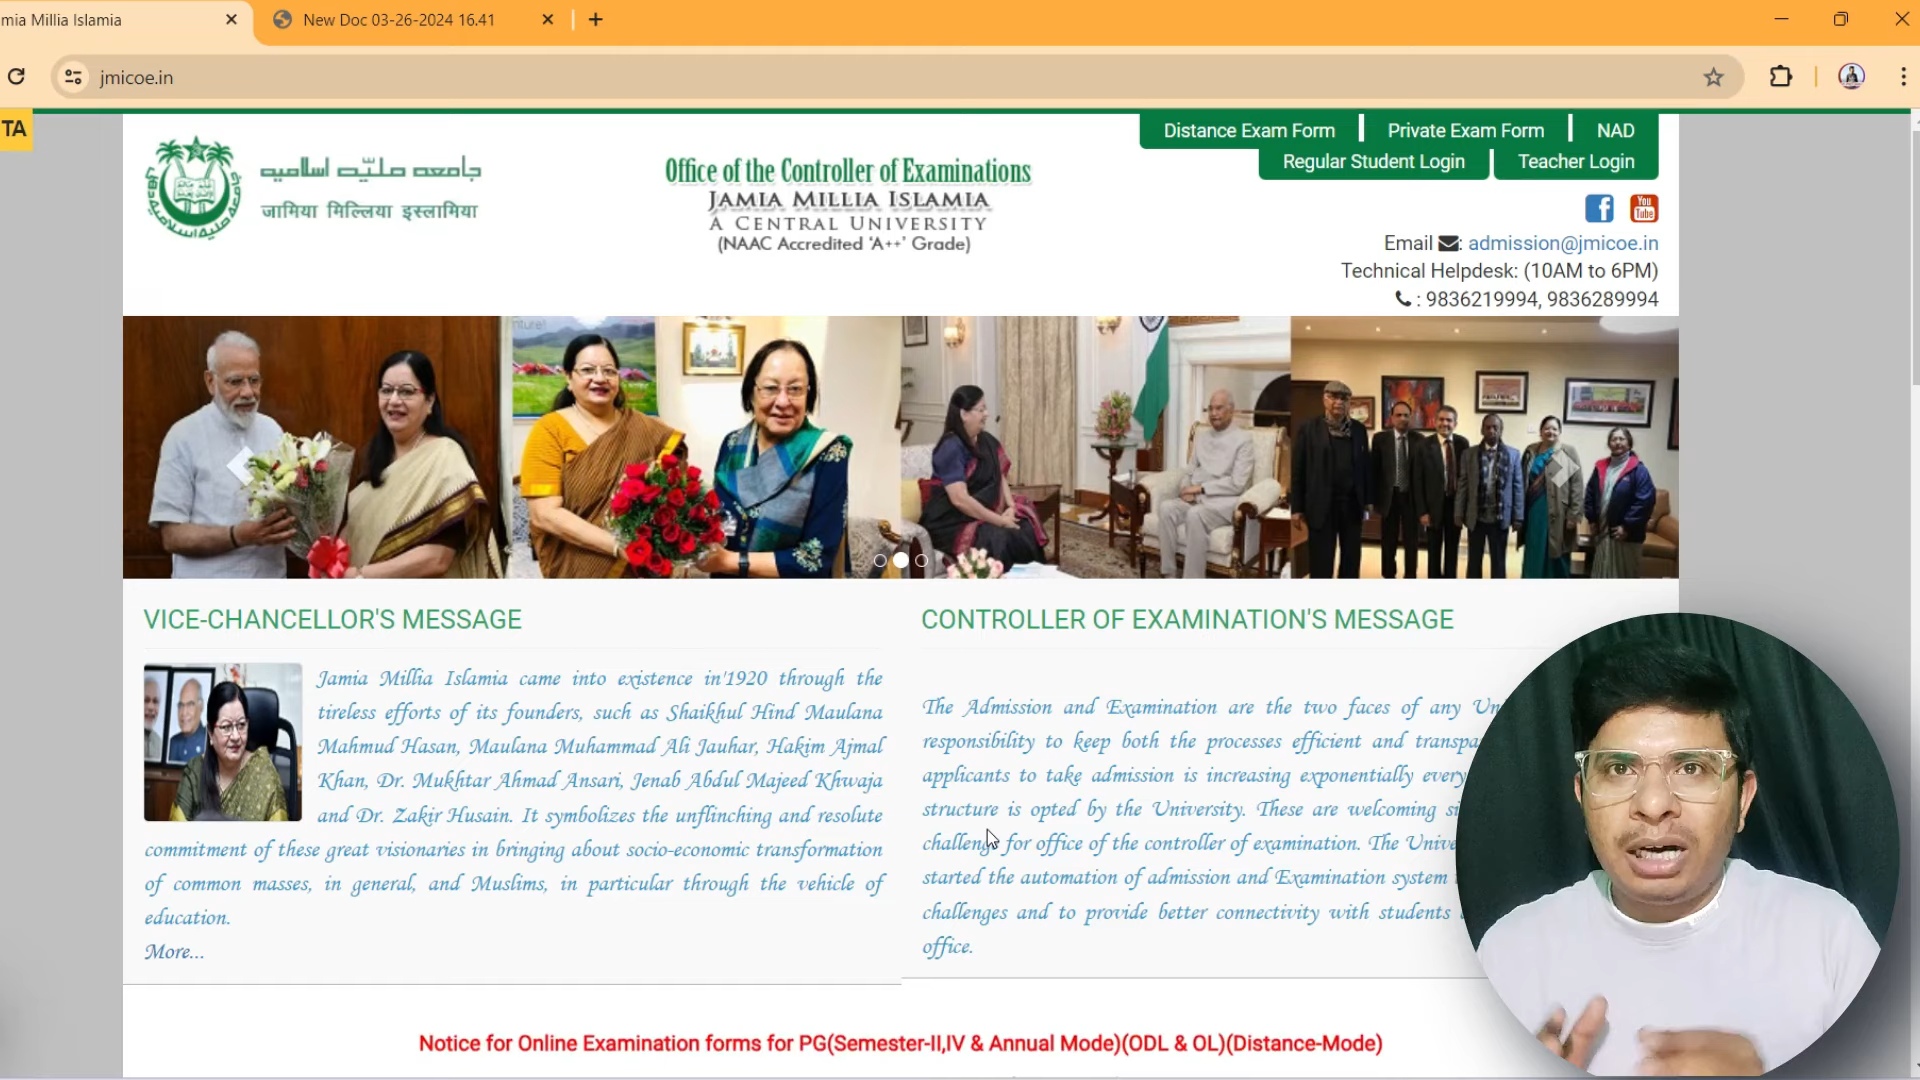 mia Millia Islamia
New Doc 03-26-2024 16.41
jmicoe.in
TA
Distance Exam Form
Private Exam Form
NAD
Regular Student Login
Teacher Login
جامعہ ملیّہ اسلامیہ
जामिया मिल्लिया इस्लामिया
Office of the Controller of Examinations
JAMIA MILLIA ISLAMIA
A CENTRAL UNIVERSITY
(NAAC Accredited 'A++' Grade)
You
Tube
Email : admission@jmicoe.in
Technical Helpdesk: (10AM to 6PM)
: 9836219994, 9836289994
VICE-CHANCELLOR'S MESSAGE
Jamia Millia Islamia came into existence in'1920 through the
tireless efforts of its founders, such as Shaikhul Hind Maulana
Mahmud Hasan, Maulana Muhammad Ali Jauhar, Hakim Ajmal
Khan, Dr. Mukhtar Ahmad Ansari, Jenab Abdul Majeed Khwaja
and Dr. Zakir Husain. It symbolizes the unflinching and resolute
commitment of these great visionaries in bringing about socio-economic transformation
of common masses, in general, and Muslims, in particular through the vehicle of
education.
More...
CONTROLLER OF EXAMINATION'S MESSAGE
The Admission and Examination are the two faces of any Un
responsibility to keep both the processes efficient and transpa
applicants to take admission is increasing exponentially every
structure is opted by the University. These are welcoming si
challenge for office of the controller of examination. The Unive
started the automation of admission and Examination system
challenges and to provide better connectivity with students
office.
Notice for Online Examination forms for PG(Semester-II,IV & Annual Mode)(ODL & OL)(Distance-Mode)